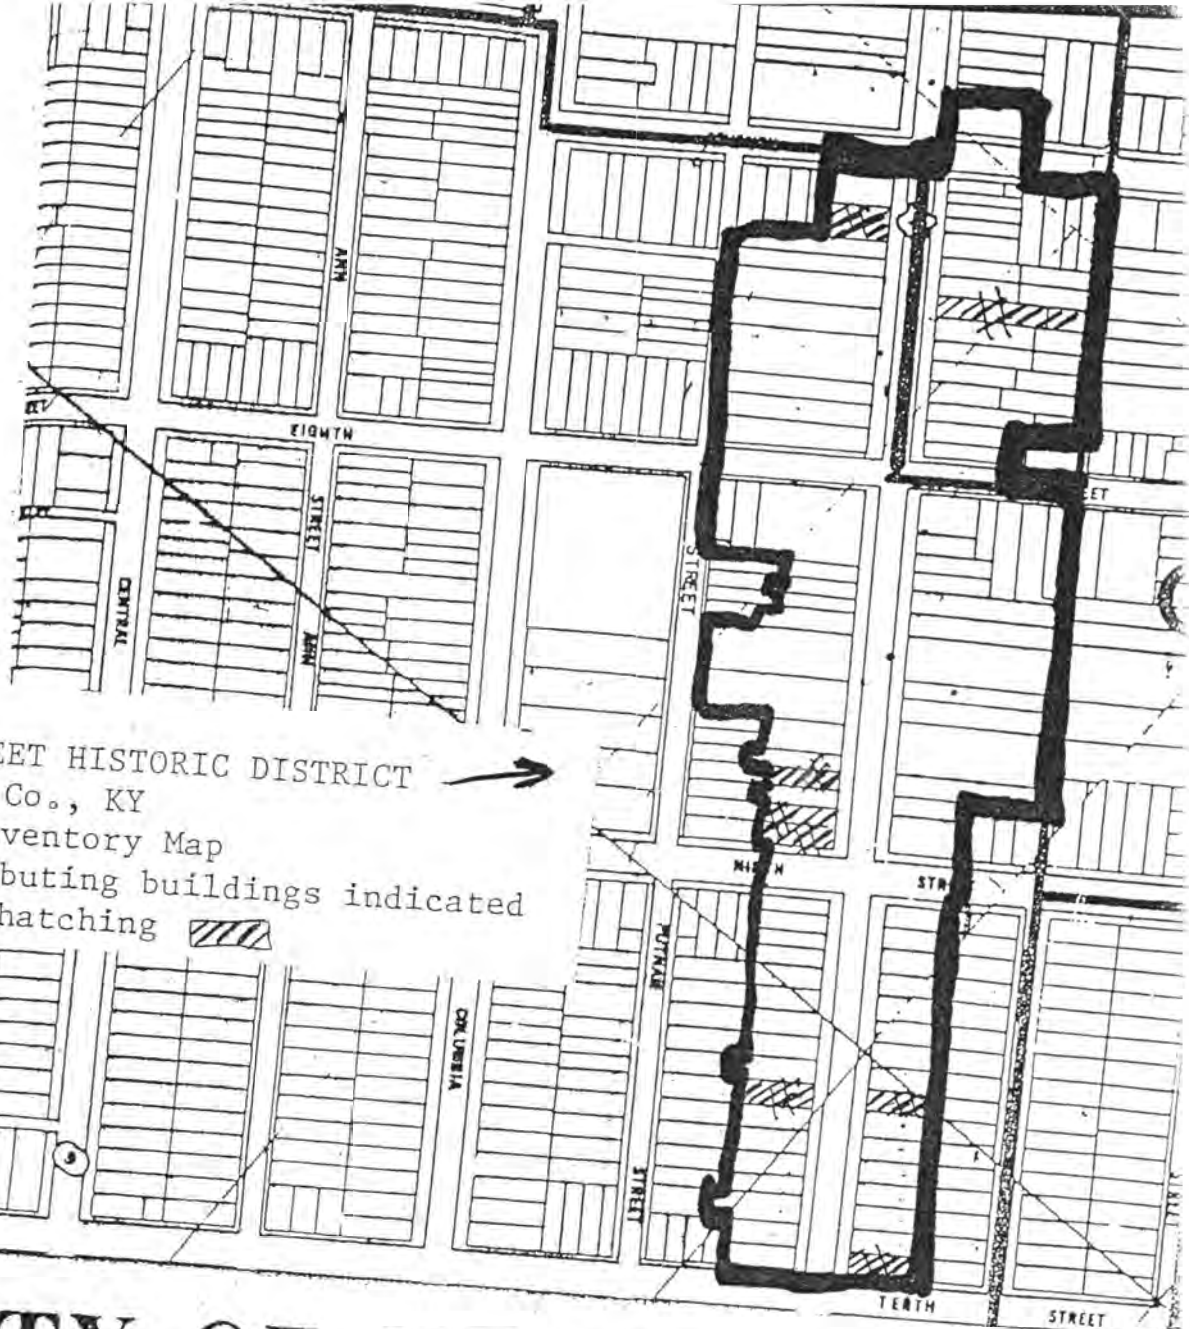 ANN
EIGHTH
STREET
ANN
CENTRAL
STREET
EET
EET HISTORIC DISTRICT
Co., KY
ventory Map
buting buildings indicated
hatching
NINTH
STR
PUTNAM
COLUMBIA
STREET
TENTH
STREET